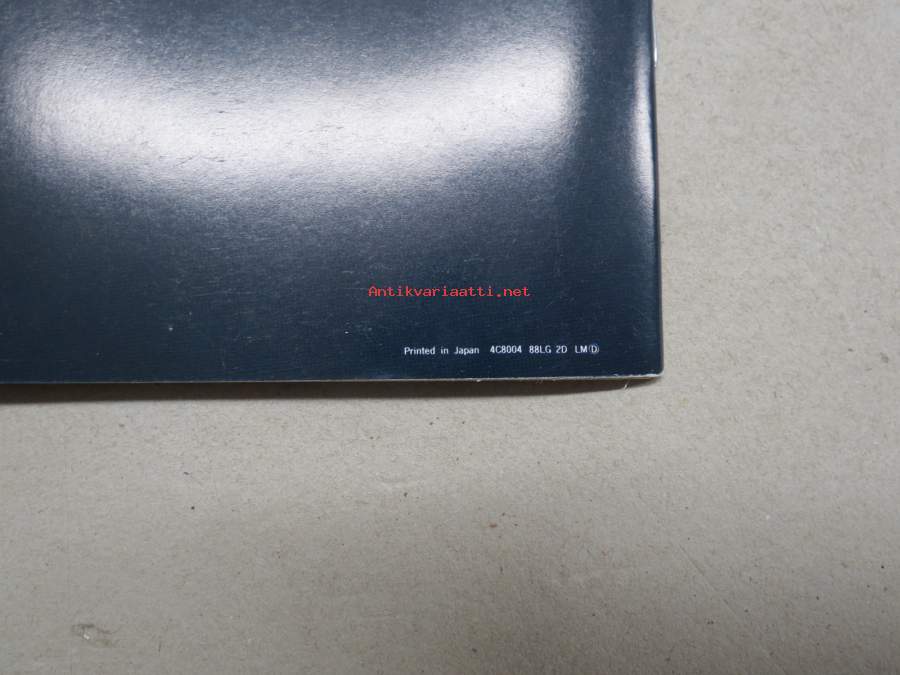 Antikvariaatti.net
Printed in Japan 4C8004 88LG 2D LMⒹ